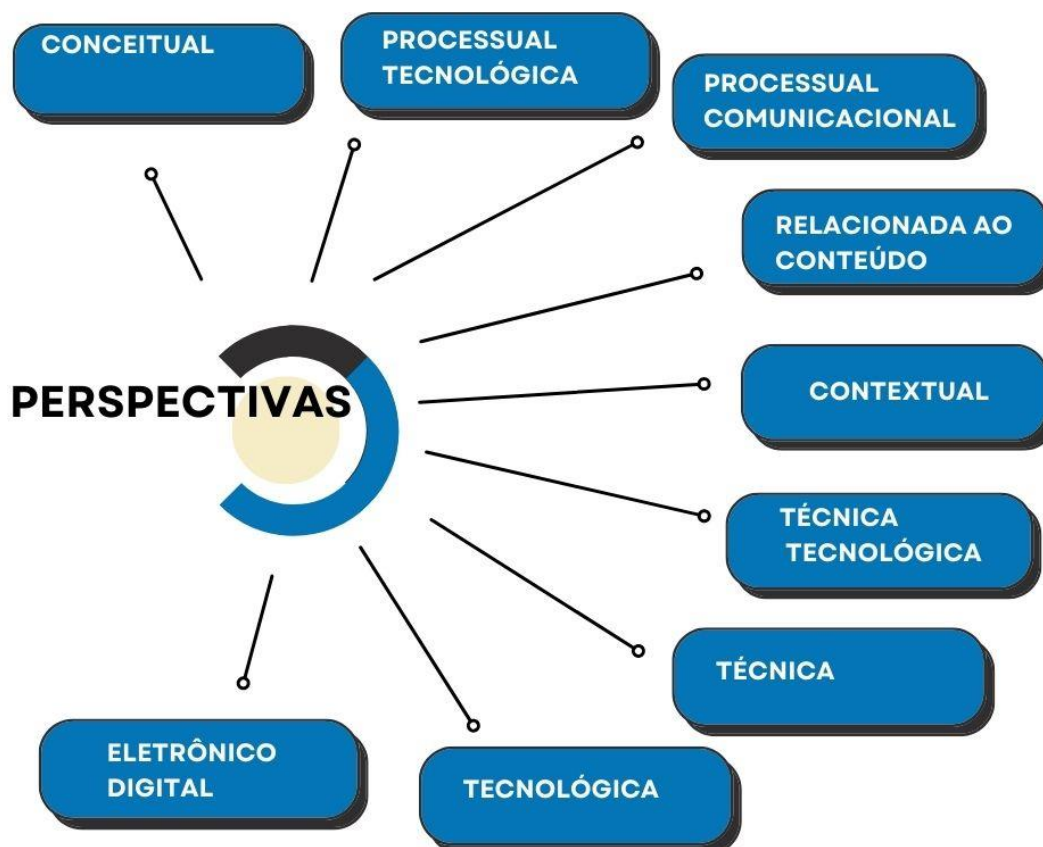 CONCEITUAL
PROCESSUAL
TECNOLÓGICA
PROCESSUAL
COMUNICACIONAL
RELACIONADA AO
CONTEÚDO
PERSPECTIVAS
CONTEXTUAL
TÉCNICA
TECNOLÓGICA
TÉCNICA
ELETRÔNICO
DIGITAL
TECNOLÓGICA